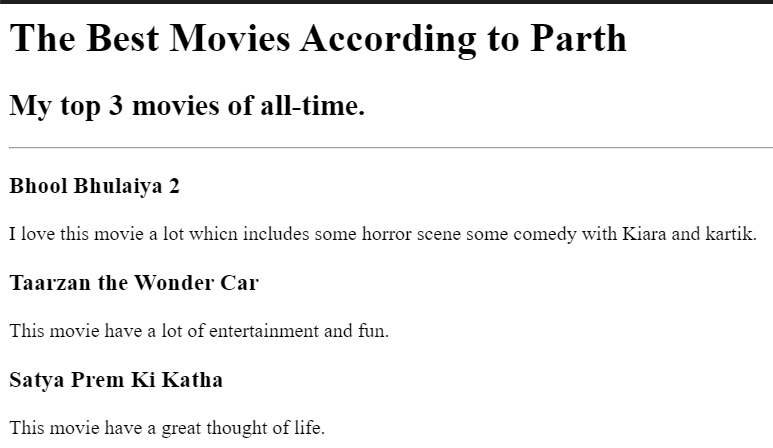 The Best Movies According to Parth
My top 3 movies of all-time.
Bhool Bhulaiya 2
I love this movie a lot whicn includes some horror scene some comedy with Kiara and kartik.
Taarzan the Wonder Car
This movie have a lot of entertainment and fun.
Satya Prem Ki Katha
This movie have a great thought of life.